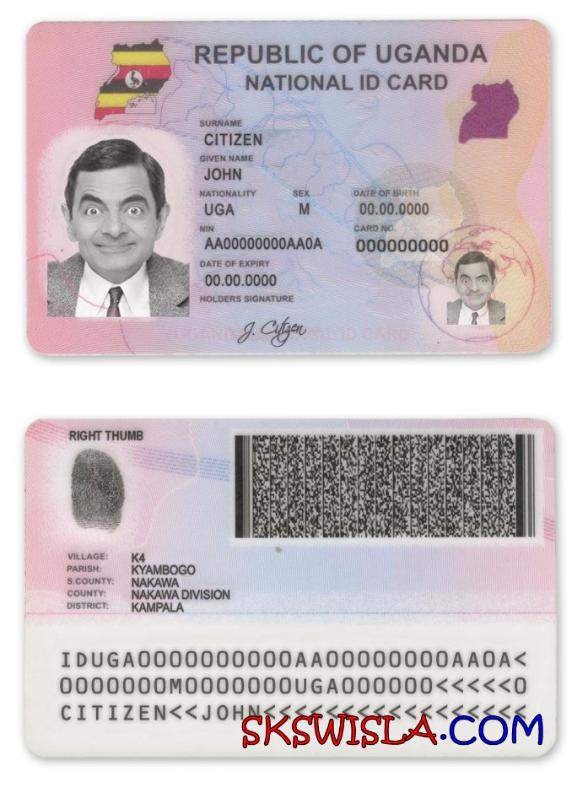 REPUBLIC OF UGANDA
NATIONAL ID CARD
SURNAME
CITIZEN
GIVEN NAME
JOHN
NATIONALITY SEX DATE OF BIRTH
UGA M 00.00.0000
NIN CARD NO.
AA00000000AA0A 000000000
DATE OF EXPIRY
00.00.0000
HOLDERS SIGNATURE
J. Citizen
RIGHT THUMB
VILLAGE: K4
PARISH: KYAMBOGO
S.COUNTY: NAKAWA
COUNTY: NAKAWA DIVISION
DISTRICT: KAMPALA
IDUGA0000000000AA00000000AA0A<
0000000M0000000UGA000000<<<<<0
CITIZEN<<JOHN<<<<<<<<<<<<<<<<<
SKSWISLA.COM